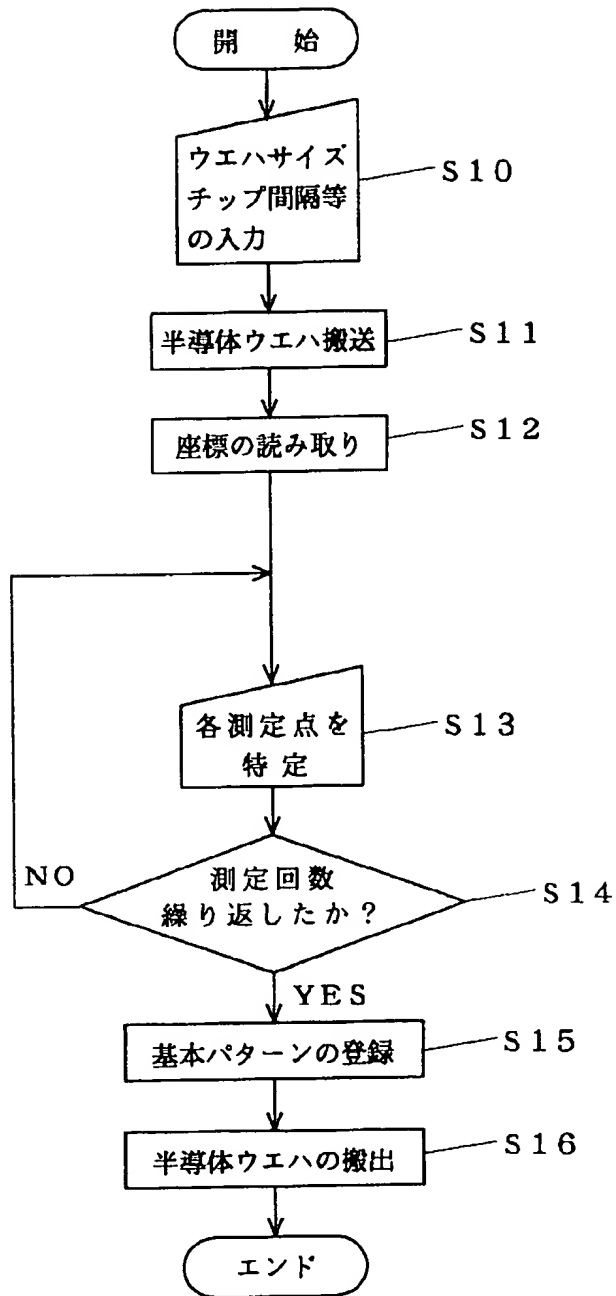 開　始
ウエハサイズ
チップ間隔等
の入力
S10
半導体ウエハ搬送
S11
座標の読み取り
S12
各測定点を
特定
S13
測定回数
繰り返したか？
S14
NO
YES
基本パターンの登録
S15
半導体ウエハの搬出
S16
エンド